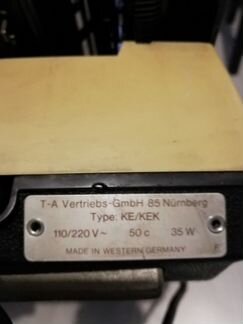 T-A Vertriebs-GmbH 85 Nürnberg
Type: KE/KEK
110/220 V~ 50 c 35 W
MADE IN WESTERN GERMANY F